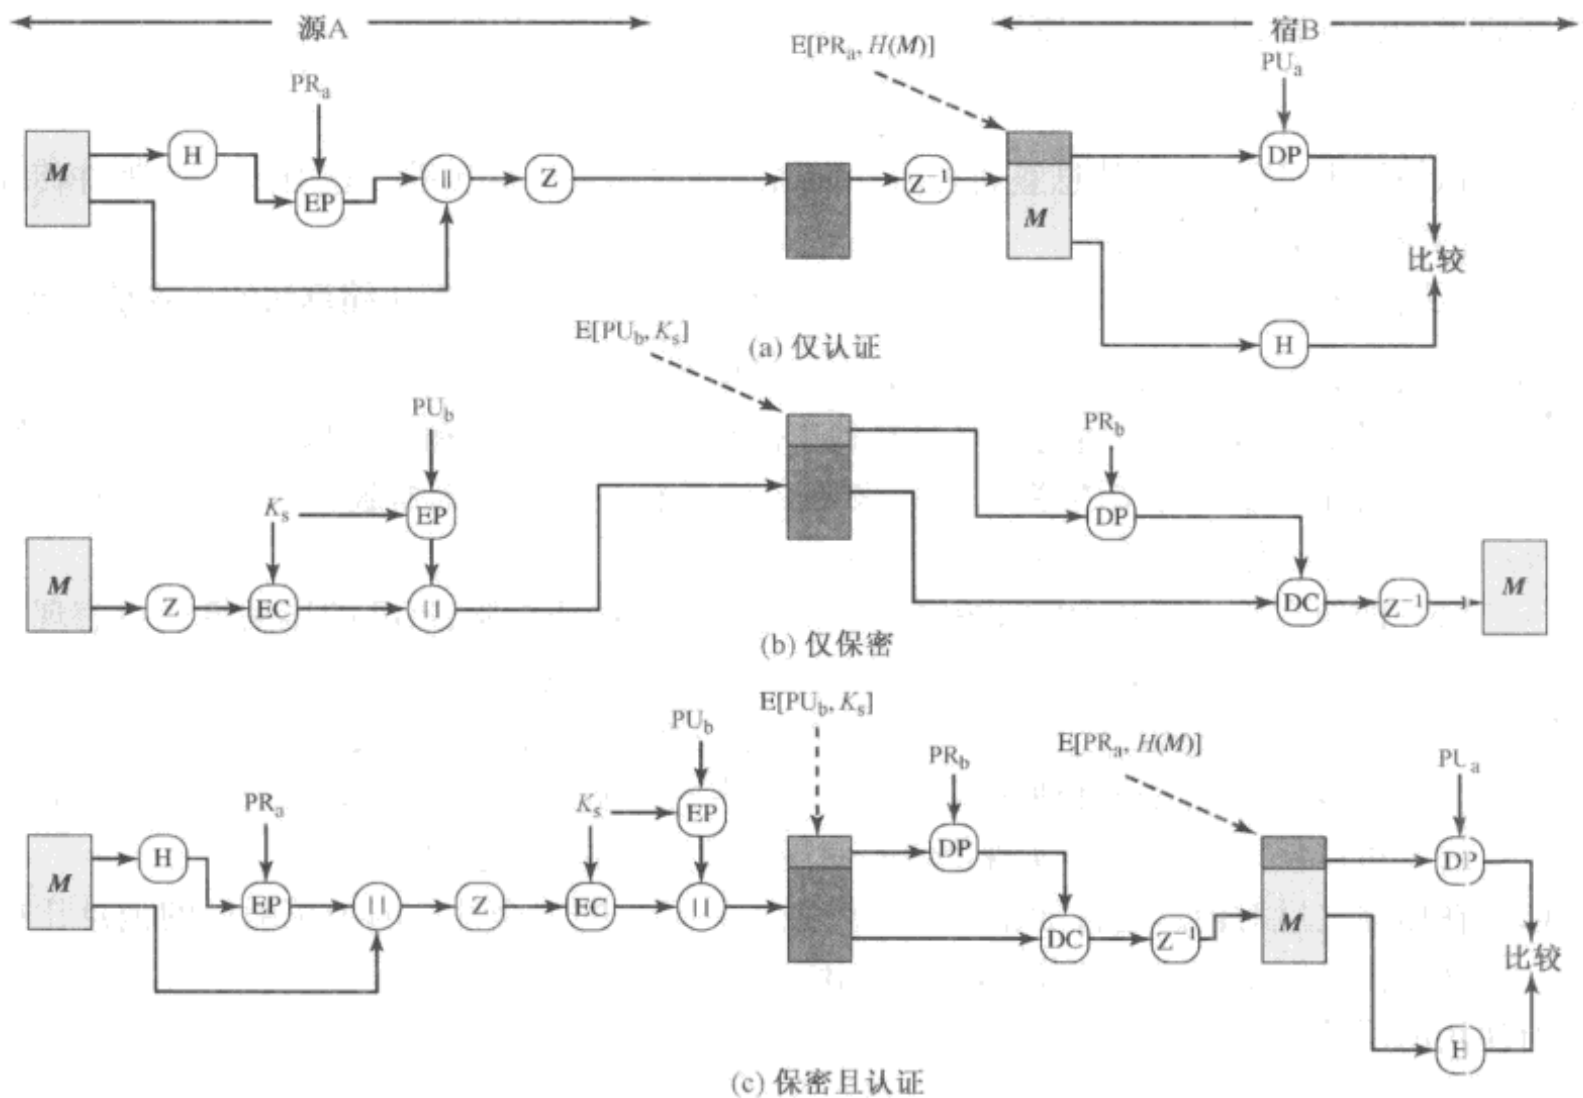 源A
宿B
E[PRa, H(M)]
PUa
PRa
M
H
EP
||
Z
Z⁻¹
M
DP
比较
H
(a) 仅认证
E[PUb, Ks]
PUb
PRb
Ks
EP
DP
M
Z
EC
||
DC
Z⁻¹
M
(b) 仅保密
E[PUb, Ks]
PUb
PRb
E[PRa, H(M)]
PUa
PRa
Ks
EP
M
H
DP
DP
EP
||
Z
EC
||
DC
Z⁻¹
M
比较
H
(c) 保密且认证